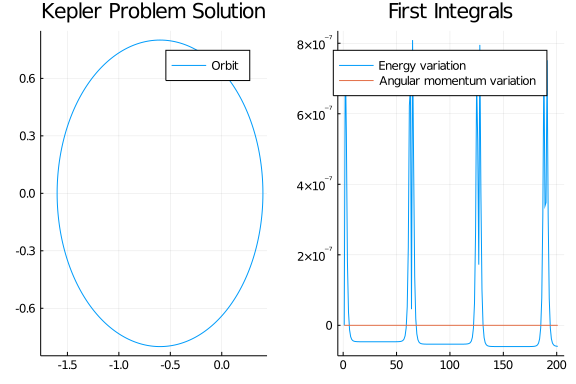 Kepler Problem Solution
Orbit
0.6
0.3
0.0
-0.3
-0.6
-1.5 -1.0 -0.5 0.0
First Integrals
Energy variation
Angular momentum variation
8×10⁻⁷
6×10⁻⁷
4×10⁻⁷
2×10⁻⁷
0
0 50 100 150 200